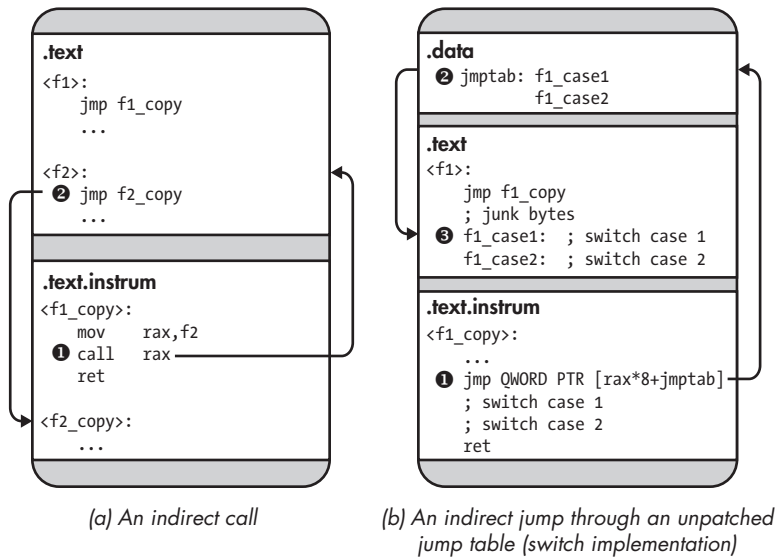 .text
<f1>:
jmp f1_copy
...
<f2>:
❷ jmp f2_copy
...
.text.instrum
<f1_copy>:
mov rax,f2
❶ call rax
ret
<f2_copy>:
...
(a) An indirect call
.data
❷ jmptab: f1_case1
f1_case2
.text
<f1>:
jmp f1_copy
; junk bytes
❸ f1_case1: ; switch case 1
f1_case2: ; switch case 2
.text.instrum
<f1_copy>:
...
❶ jmp QWORD PTR [rax*8+jmptab]
; switch case 1
; switch case 2
ret
(b) An indirect jump through an unpatched
jump table (switch implementation)